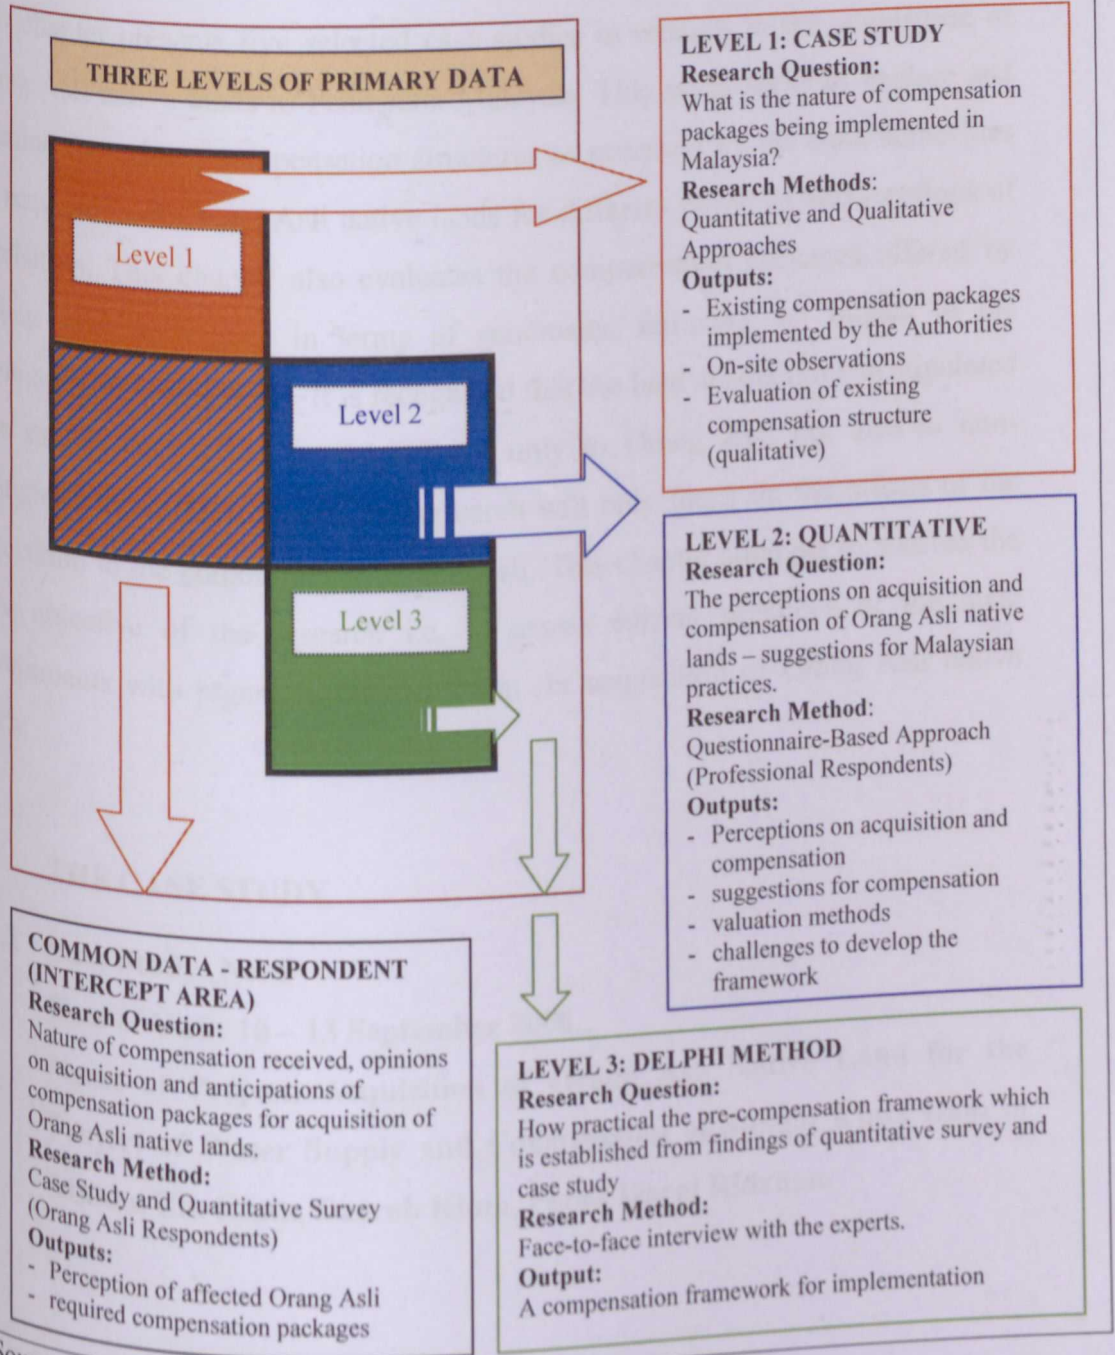 THREE LEVELS OF PRIMARY DATA
Level 1
Level 2
Level 3
LEVEL 1: CASE STUDY
Research Question:
What is the nature of compensation
packages being implemented in
Malaysia?
Research Methods:
Quantitative and Qualitative
Approaches
Outputs:
- Existing compensation packages
implemented by the Authorities
- On-site observations
- Evaluation of existing
compensation structure
(qualitative)
LEVEL 2: QUANTITATIVE
Research Question:
The perceptions on acquisition and
compensation of Orang Asli native
lands – suggestions for Malaysian
practices.
Research Method:
Questionnaire-Based Approach
(Professional Respondents)
Outputs:
- Perceptions on acquisition and
compensation
- suggestions for compensation
- valuation methods
- challenges to develop the
framework
COMMON DATA - RESPONDENT
(INTERCEPT AREA)
Research Question:
Nature of compensation received, opinions
on acquisition and anticipations of
compensation packages for acquisition of
Orang Asli native lands.
Research Method:
Case Study and Quantitative Survey
(Orang Asli Respondents)
Outputs:
- Perception of affected Orang Asli
- required compensation packages
LEVEL 3: DELPHI METHOD
Research Question:
How practical the pre-compensation framework which
is established from findings of quantitative survey and
case study
Research Method:
Face-to-face interview with the experts.
Output:
A compensation framework for implementation